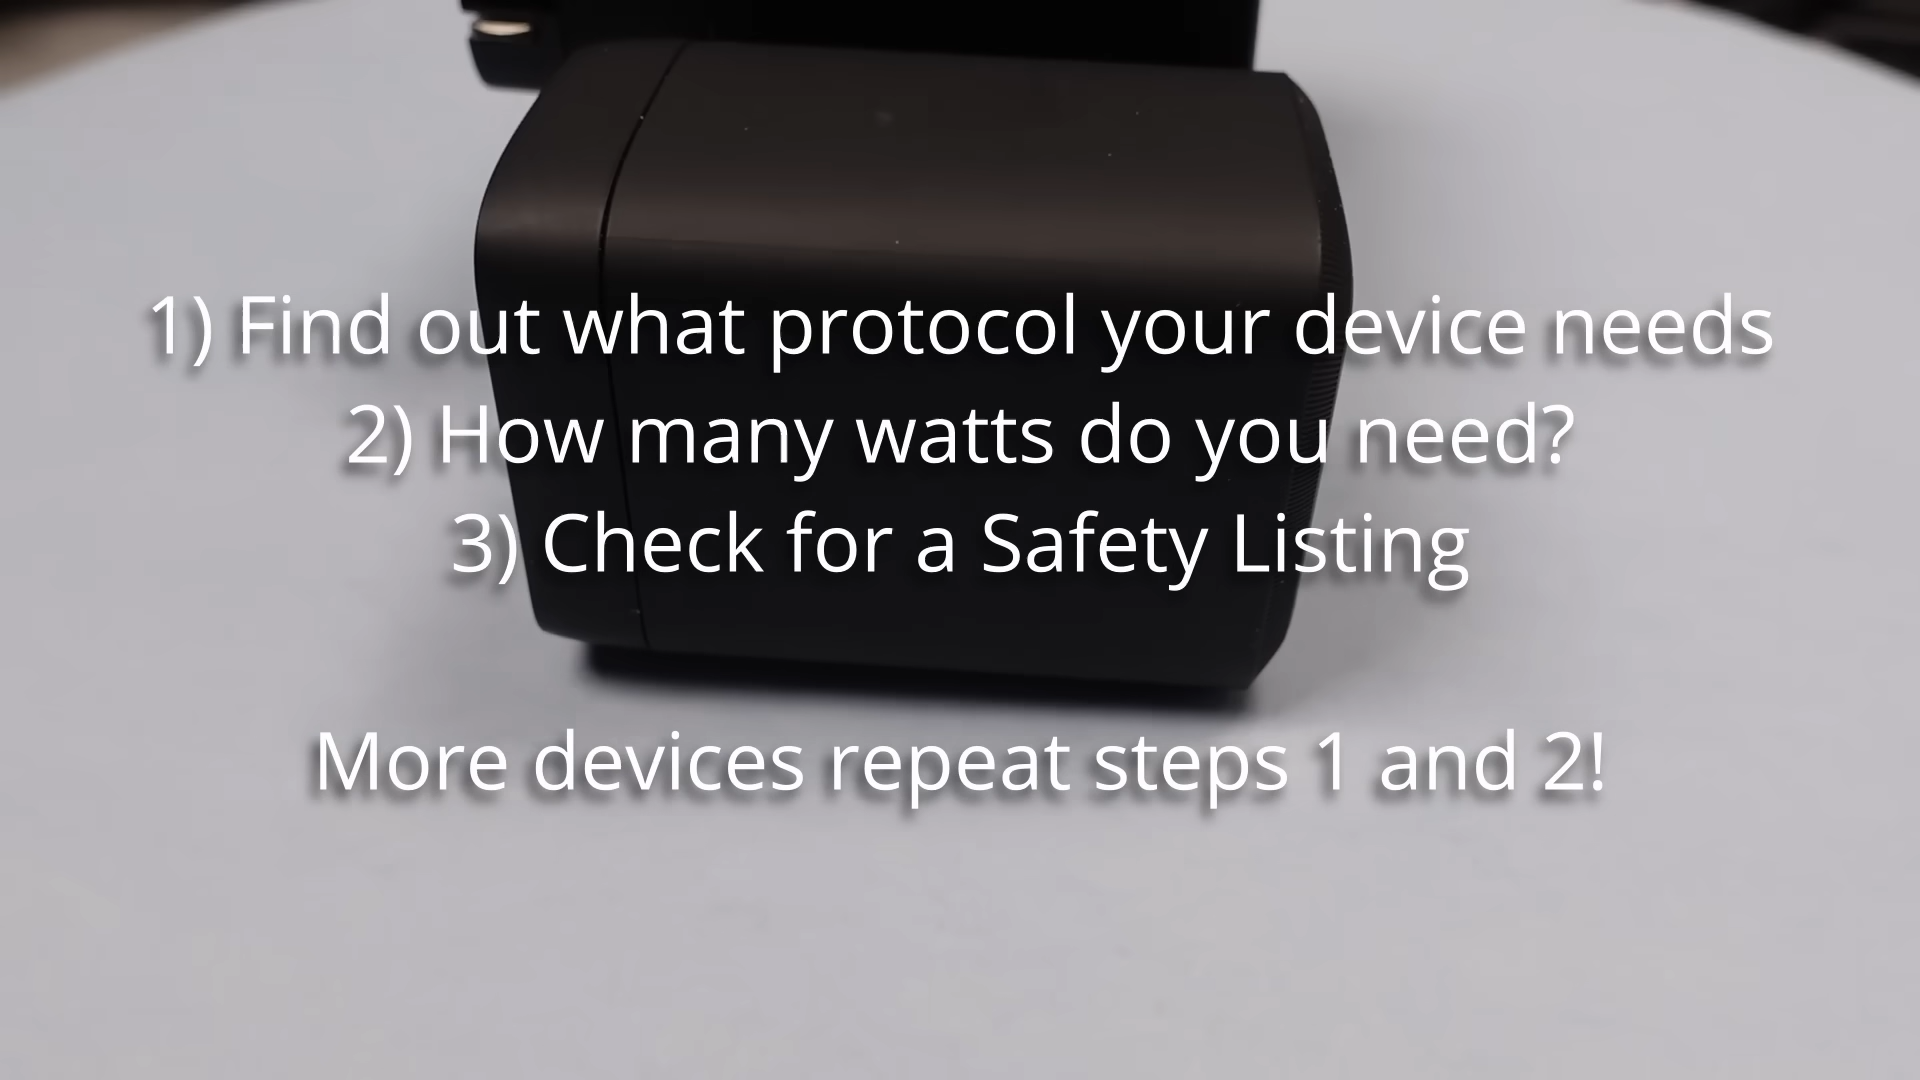 1) Find out what protocol your device needs
2) How many watts do you need?
3) Check for a Safety Listing
More devices repeat steps 1 and 2!